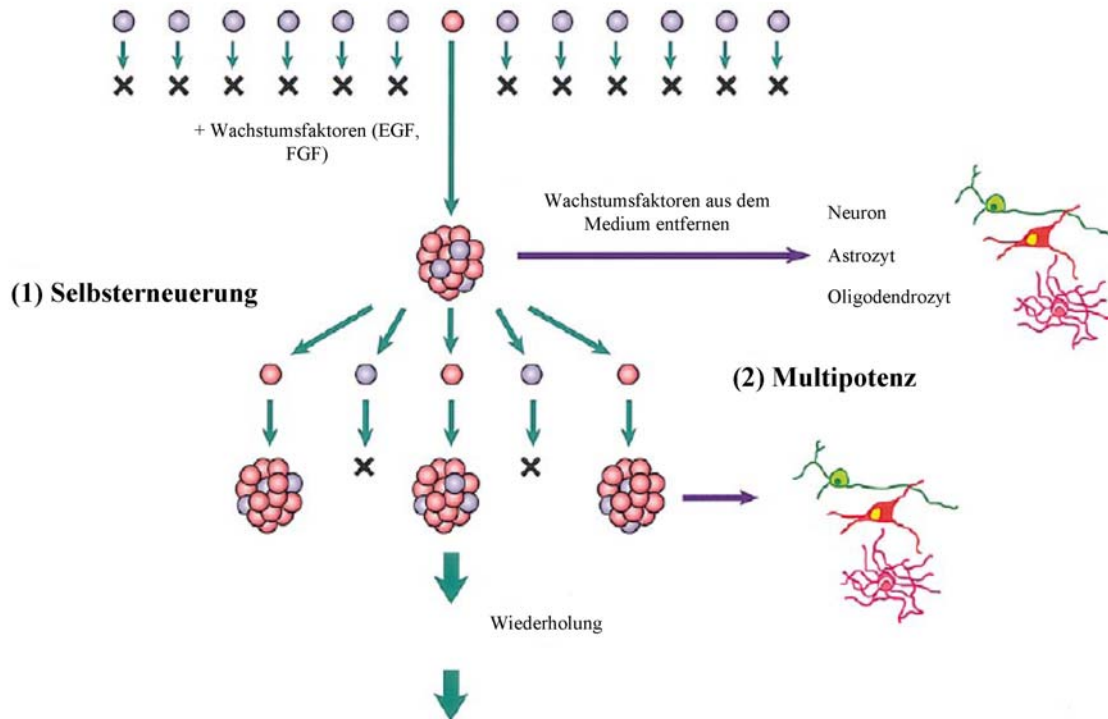 + Wachstumsfaktoren (EGF,
FGF)
Wachstumsfaktoren aus dem
Medium entfernen
Neuron
Astrozyt
Oligodendrozyt
(1) Selbsterneuerung
(2) Multipotenz
Wiederholung